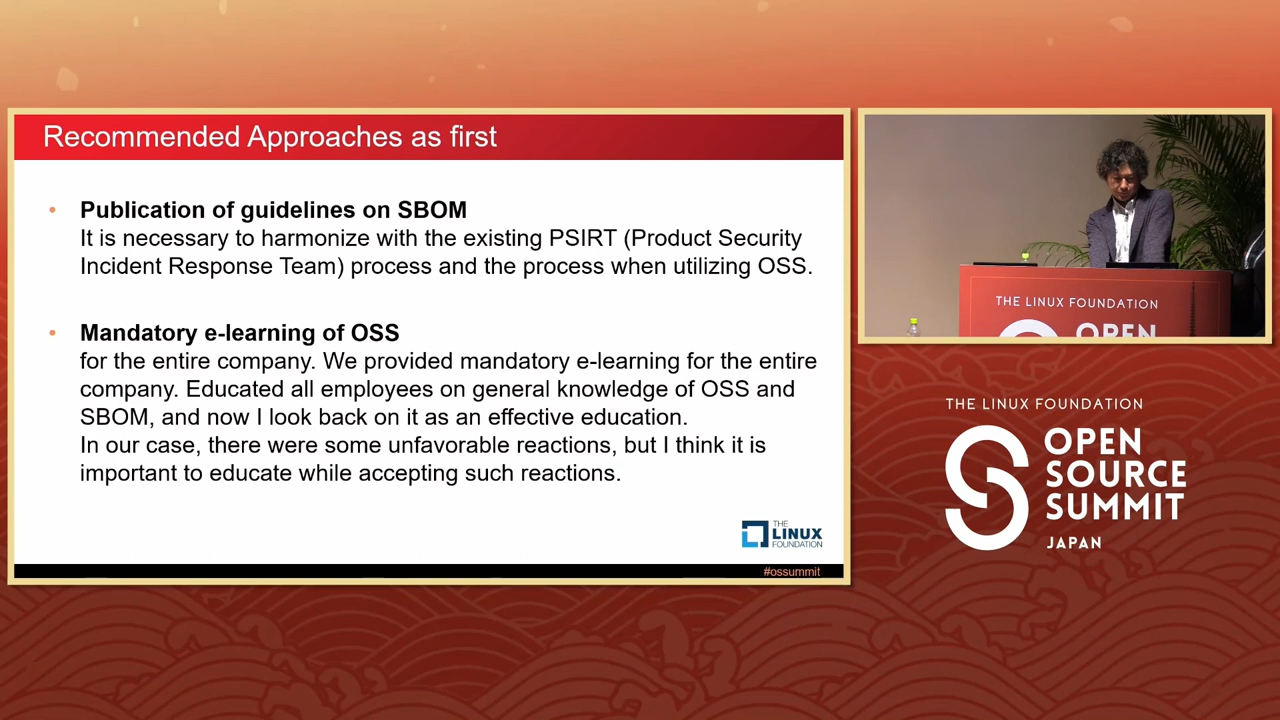 Recommended Approaches as first
• Publication of guidelines on SBOM
It is necessary to harmonize with the existing PSIRT (Product Security
Incident Response Team) process and the process when utilizing OSS.
• Mandatory e-learning of OSS
for the entire company. We provided mandatory e-learning for the entire
company. Educated all employees on general knowledge of OSS and
SBOM, and now I look back on it as an effective education.
In our case, there were some unfavorable reactions, but I think it is
important to educate while accepting such reactions.
THE
LINUX
FOUNDATION
#ossummit
THE LINUX FOUNDATION
OPEN
THE LINUX FOUNDATION
OPEN
SOURCE
SUMMIT
JAPAN